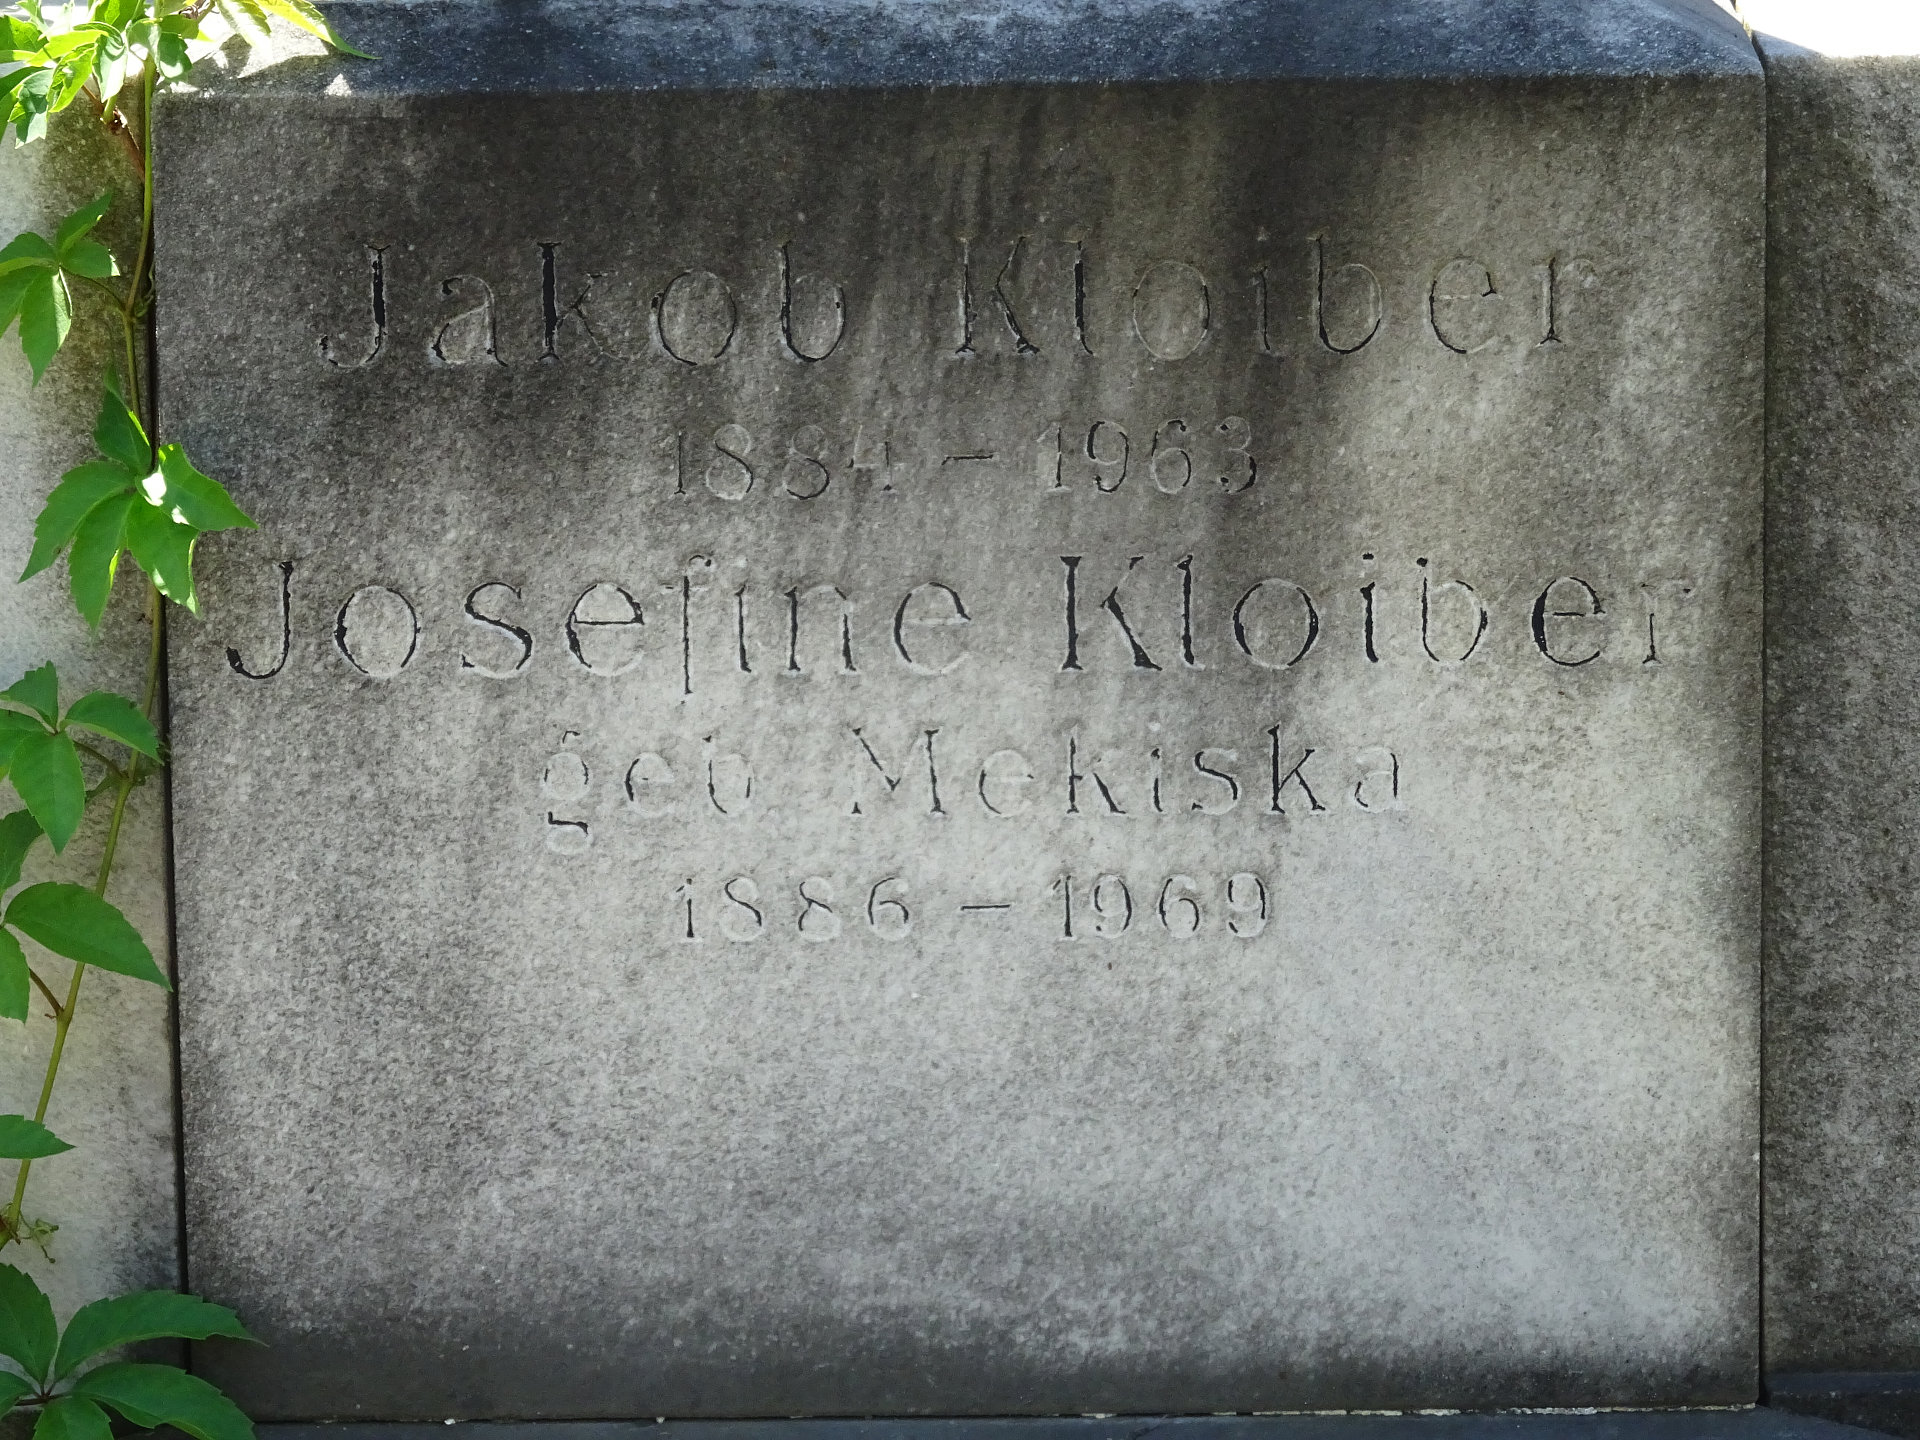 Jakob Kloiber
1884 - 1963
Josefine Kloiber
geb Mekiska
1886 - 1969